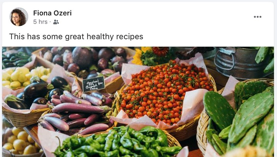 Fiona Ozeri
5 hrs ·
This has some great healthy recipes